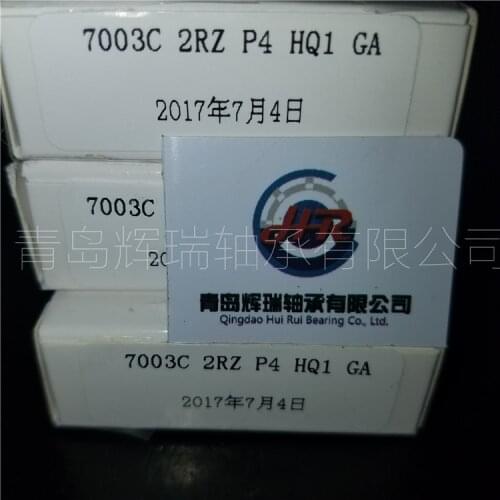 7003C 2RZ P4 HQ1 GA
2017年7月4日
7003C
20
HR
青岛辉瑞轴承有限公司
Qingdao Hui Rui Bearing Co., Ltd.
青岛辉瑞轴承有限公司
7003C 2RZ P4 HQ1 GA
2017年7月4日